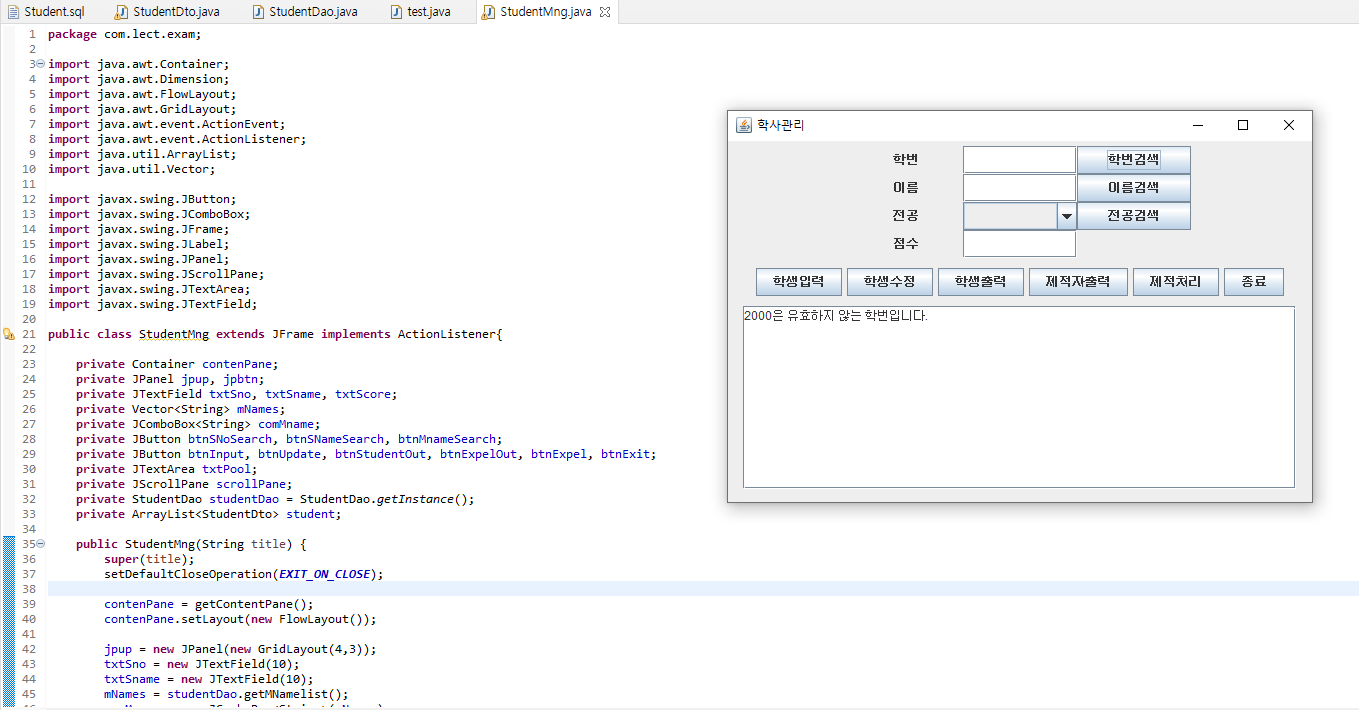 Student.sql StudentDto.java StudentDao.java test.java StudentMng.java
1 package com.lect.exam;
2
3 import java.awt.Container;
4 import java.awt.Dimension;
5 import java.awt.FlowLayout;
6 import java.awt.GridLayout;
7 import java.awt.event.ActionEvent;
8 import java.awt.event.ActionListener;
9 import java.util.ArrayList;
10 import java.util.Vector;
11
12 import javax.swing.JButton;
13 import javax.swing.JComboBox;
14 import javax.swing.JFrame;
15 import javax.swing.JLabel;
16 import javax.swing.JPanel;
17 import javax.swing.JScrollPane;
18 import javax.swing.JTextArea;
19 import javax.swing.JTextField;
20
21 public class StudentMng extends JFrame implements ActionListener{
22
23 private Container contenPane;
24 private JPanel jpup, jpbtn;
25 private JTextField txtSno, txtSname, txtScore;
26 private Vector<String> mNames;
27 private JComboBox<String> comMname;
28 private JButton btnSNoSearch, btnSNameSearch, btnMnameSearch;
29 private JButton btnInput, btnUpdate, btnStudentOut, btnExpelOut, btnExpel, btnExit;
30 private JTextArea txtPool;
31 private JScrollPane scrollPane;
32 private StudentDao studentDao = StudentDao.getInstance();
33 private ArrayList<StudentDto> student;
34
35 public StudentMng(String title) {
36 super(title);
37 setDefaultCloseOperation(EXIT_ON_CLOSE);
38
39 contenPane = getContentPane();
40 contenPane.setLayout(new FlowLayout());
41
42 jpup = new JPanel(new GridLayout(4,3));
43 txtSno = new JTextField(10);
44 txtSname = new JTextField(10);
45 mNames = studentDao.getMNamelist();
학사관리
학번 학번검색
이름 이름검색
전공 전공검색
점수
학생입력 학생수정 학생출력 제적자출력 제적처리 종료
2000은 유효하지 않는 학번입니다.